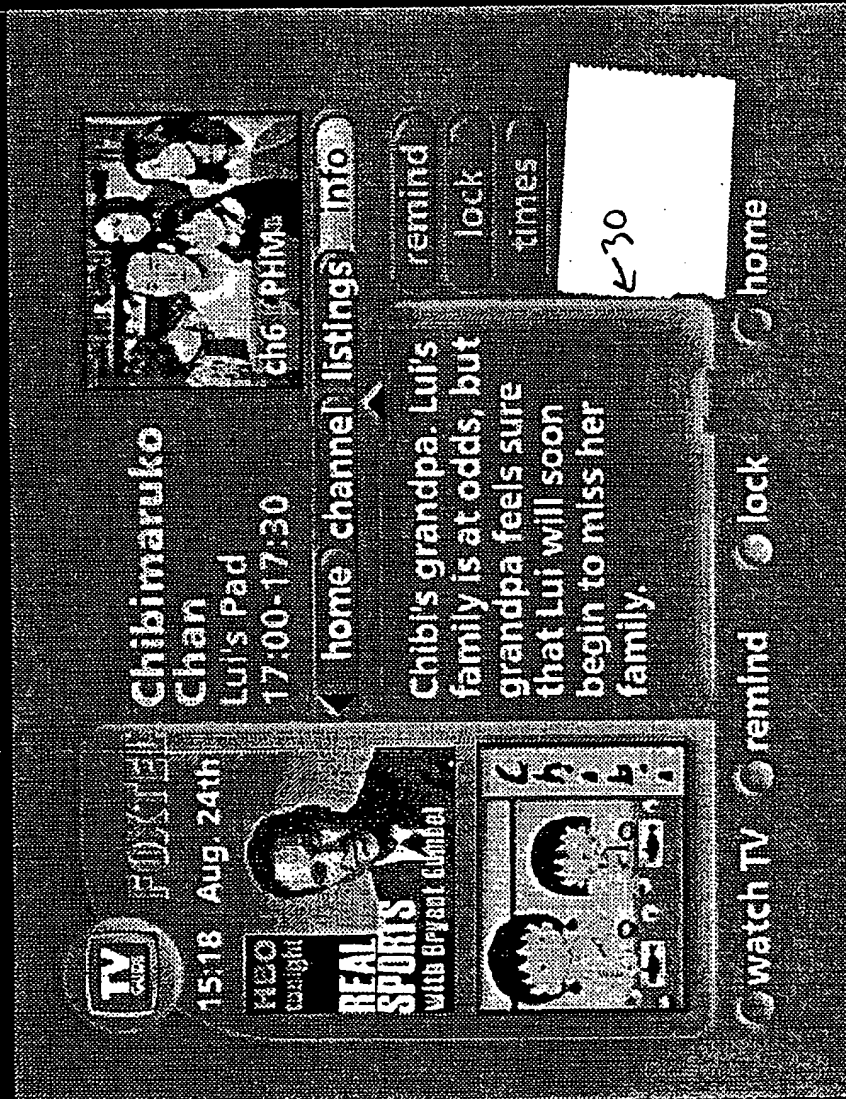 TV
GUIDE
FOXTEL
15:18 Aug. 24th
HBO
tonight
REAL
SPORTS
with Bryant Gumbel
Chibi
Chibimaruko
Chan
Lui's Pad
17:00-17:30
ch6 CPHM
home channel listings info
Chibi's grandpa. Lui's
family is at odds, but
grandpa feels sure
that Lui will soon
begin to miss her
family.
remind
lock
times
30
watch TV remind lock home